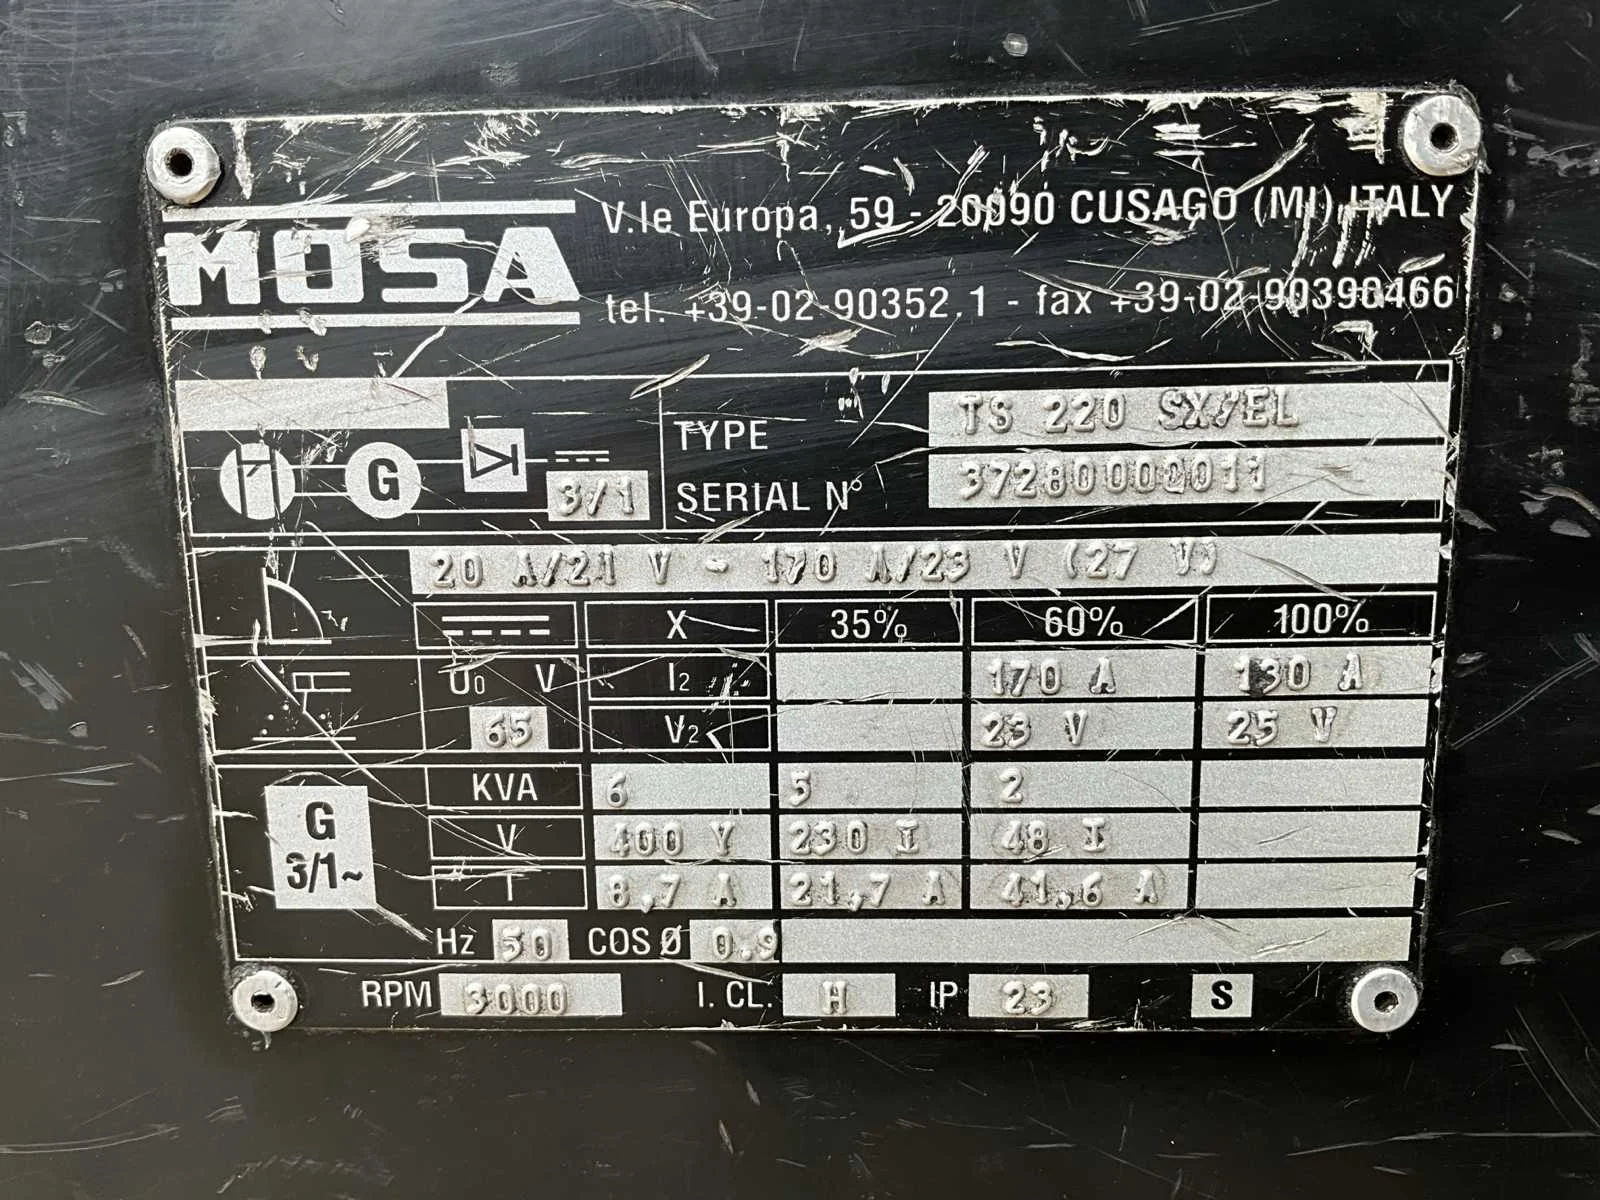 MOSA
V.le Europa, 59 - 20090 CUSAGO (MI) ITALY
tel. +39-02-90352.1 - fax +39-02-90390466
TYPE TS 220 SX/EL
G
3/1
SERIAL N° 37280000011
20 A/21 V - 170 A/23 V (27 V)
X 35% 60% 100%
U0 V I2 170 A 130 A
65 V2 23 V 25 V
G 3/1~
KVA 6 5 2
V 400 Y 230 I 48 I
I 8,7 A 21,7 A 41,6 A
Hz 50 COS Ø 0.9
RPM 3000 I. CL. H IP 23 S